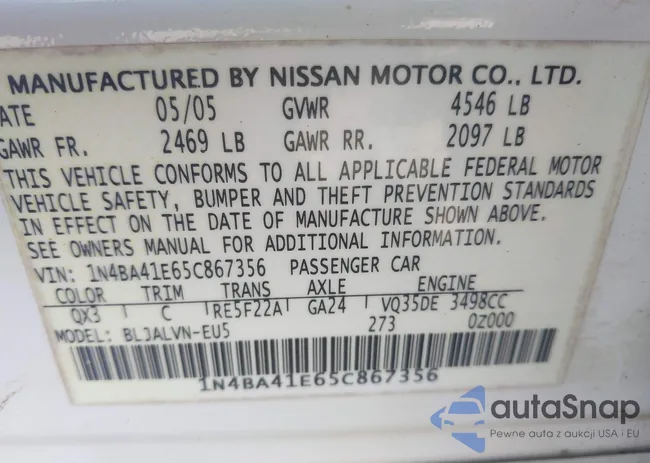 MANUFACTURED BY NISSAN MOTOR CO., LTD.
ATE 05/05 GVWR 4546 LB
GAWR FR. 2469 LB GAWR RR. 2097 LB
THIS VEHICLE CONFORMS TO ALL APPLICABLE FEDERAL MOTOR
VEHICLE SAFETY, BUMPER AND THEFT PREVENTION STANDARDS
IN EFFECT ON THE DATE OF MANUFACTURE SHOWN ABOVE.
SEE OWNERS MANUAL FOR ADDITIONAL INFORMATION.
VIN: 1N4BA41E65C867356 PASSENGER CAR
COLOR TRIM TRANS AXLE ENGINE
QX3 C RE5F22A GA24 VQ35DE 3498CC
MODEL: BLJALVN-EU5 273 0Z000
1N4BA41E65C867356
autaSnap
Pewne auta z aukcji USA i EU